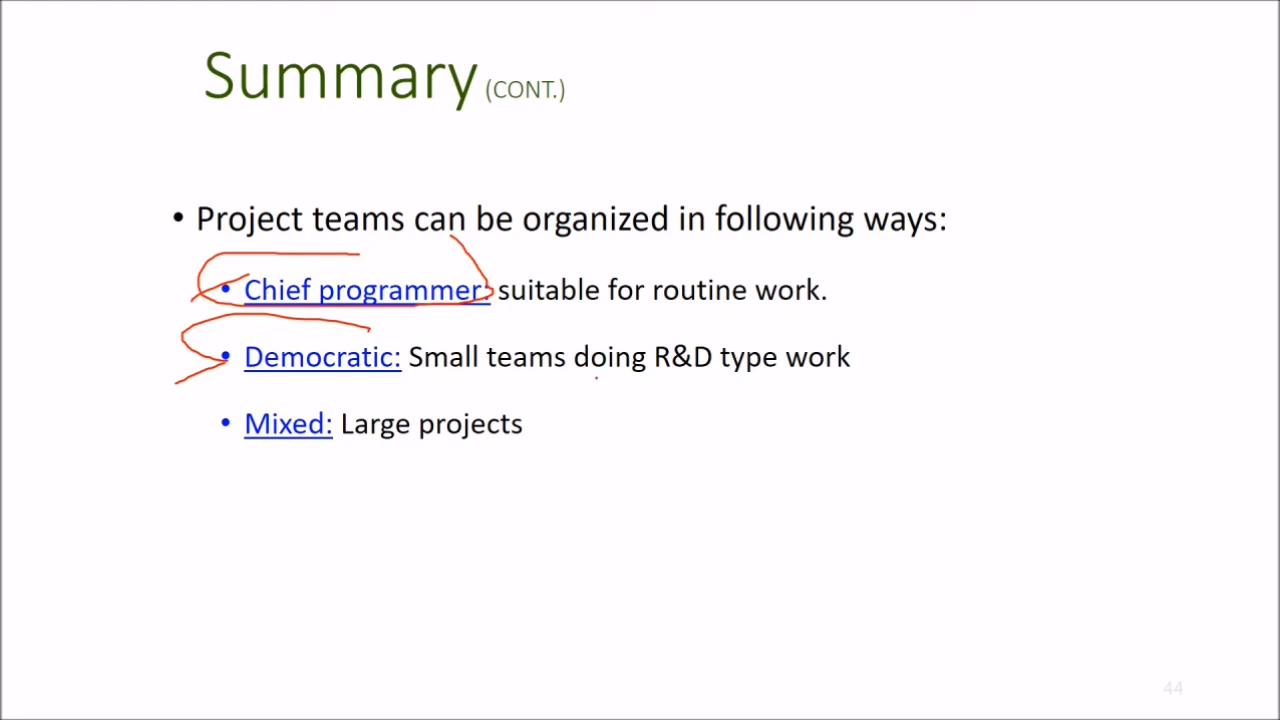 Summary (CONT.)
• Project teams can be organized in following ways:
• Chief programmer: suitable for routine work.
• Democratic: Small teams doing R&D type work
• Mixed: Large projects
44